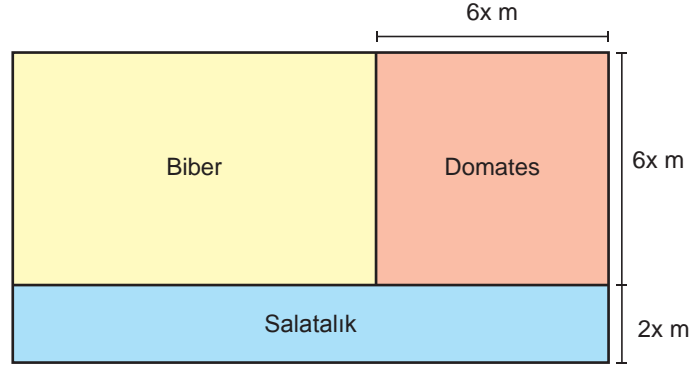 6x m
Biber
Domates
6x m
Salatalık
2x m